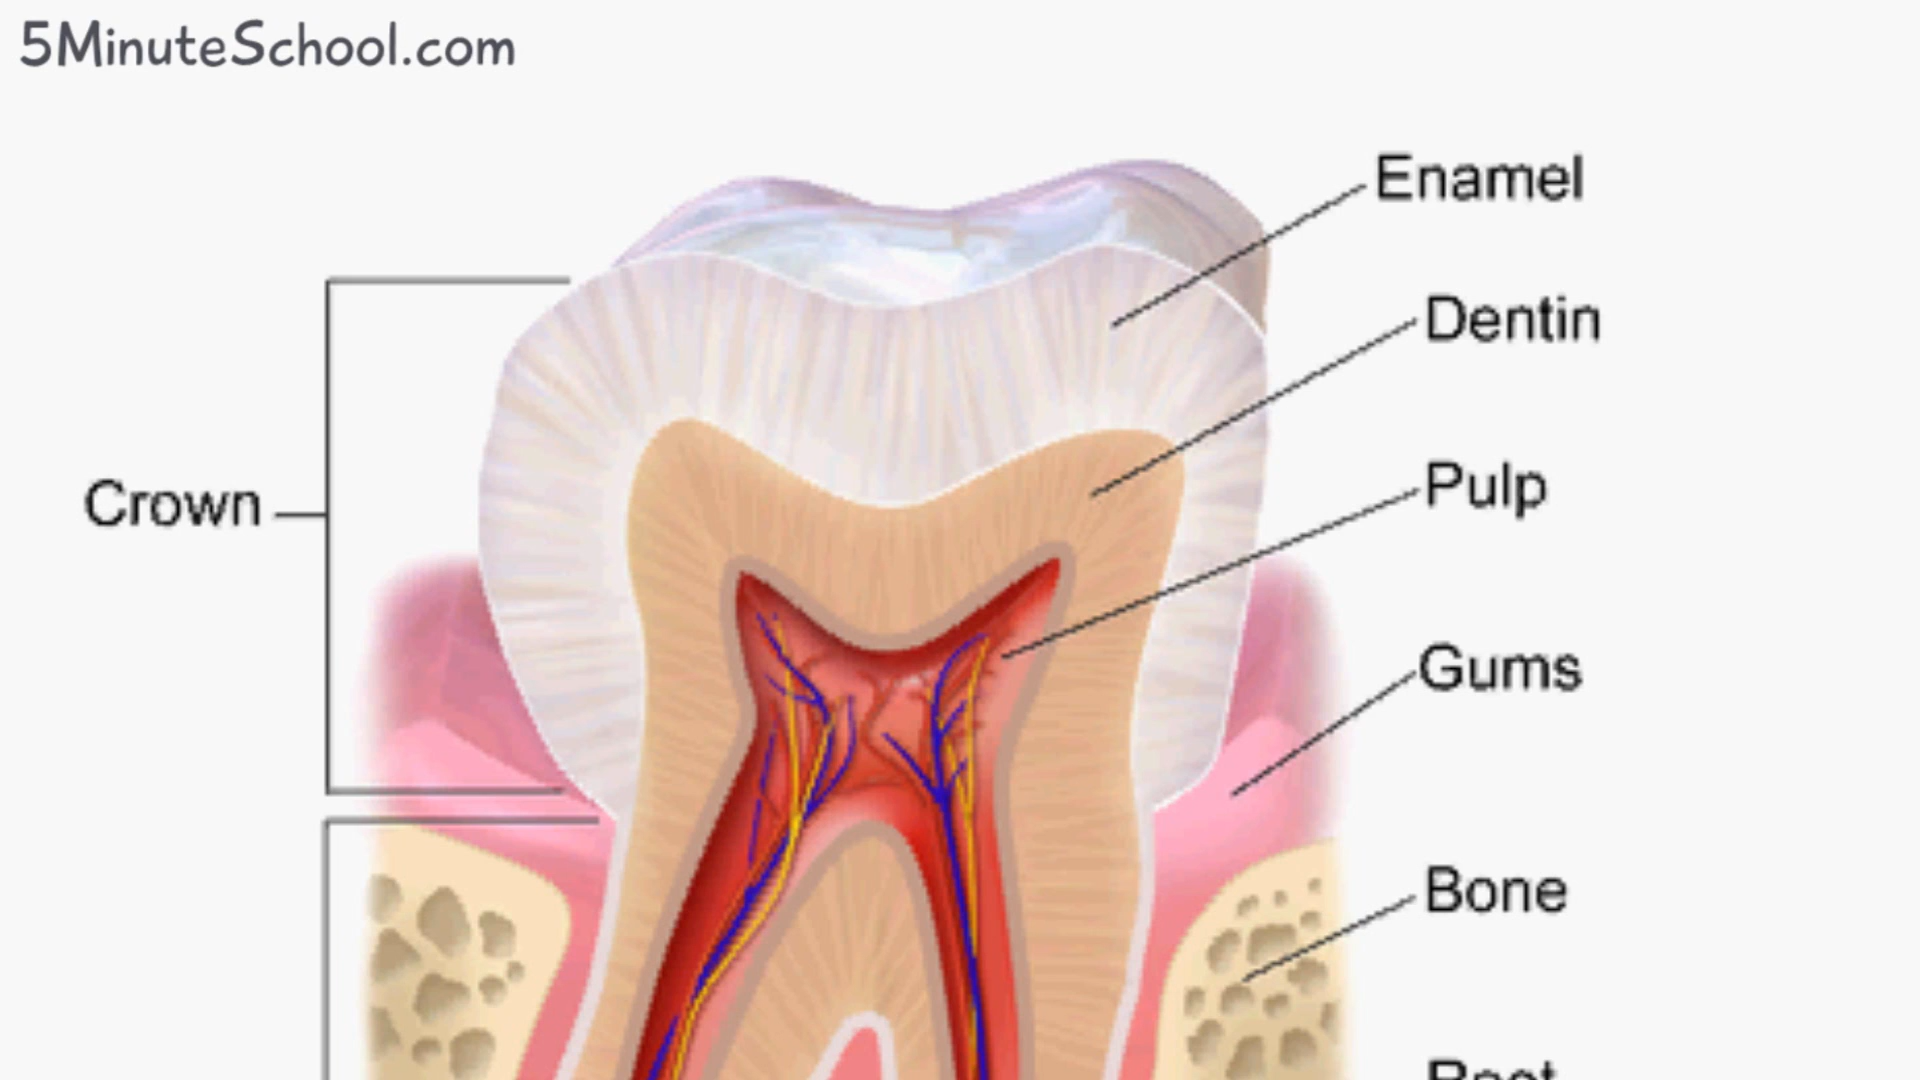 5MinuteSchool.com
Enamel
Dentin
Pulp
Crown
Gums
Bone